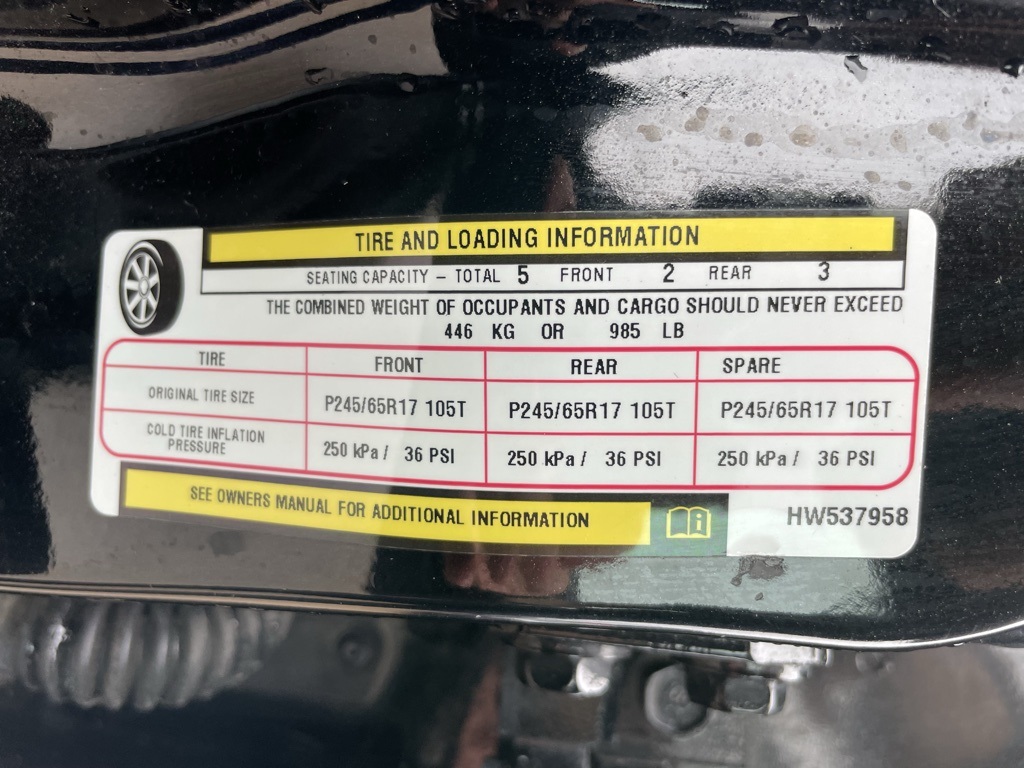 TIRE AND LOADING INFORMATION
SEATING CAPACITY – TOTAL 5 FRONT 2 REAR 3
THE COMBINED WEIGHT OF OCCUPANTS AND CARGO SHOULD NEVER EXCEED
446 KG OR 985 LB
TIRE FRONT REAR SPARE
ORIGINAL TIRE SIZE P245/65R17 105T P245/65R17 105T P245/65R17 105T
COLD TIRE INFLATION
PRESSURE 250 kPa / 36 PSI 250 kPa / 36 PSI 250 kPa / 36 PSI
SEE OWNERS MANUAL FOR ADDITIONAL INFORMATION
HW537958